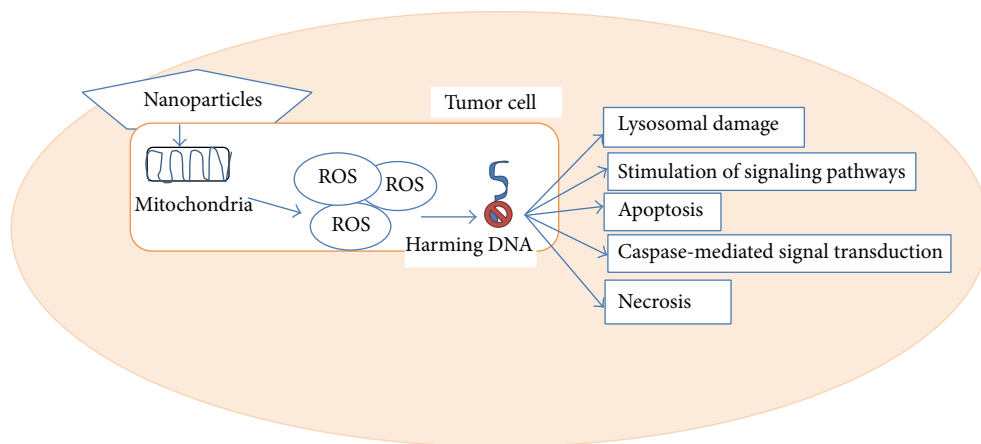 Nanoparticles
Tumor cell
Mitochondria
ROS
ROS
ROS
Harming DNA
Lysosomal damage
Stimulation of signaling pathways
Apoptosis
Caspase-mediated signal transduction
Necrosis